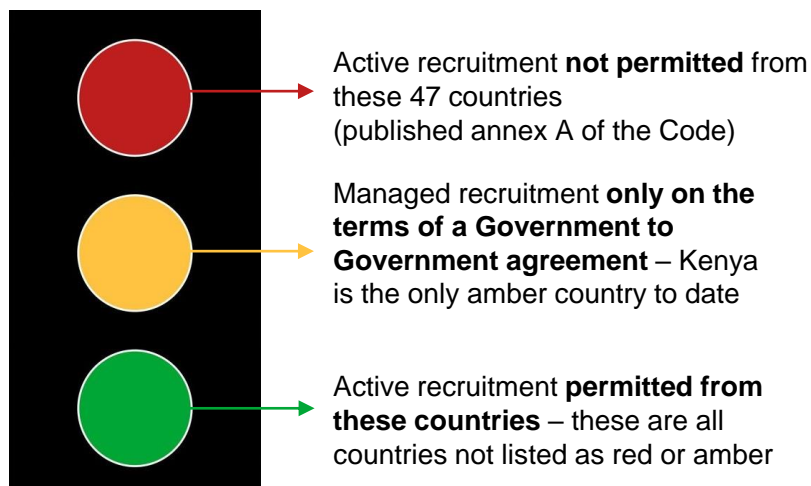 Active recruitment not permitted from
these 47 countries
(published annex A of the Code)
Managed recruitment only on the
terms of a Government to
Government agreement – Kenya
is the only amber country to date
Active recruitment permitted from
these countries – these are all
countries not listed as red or amber